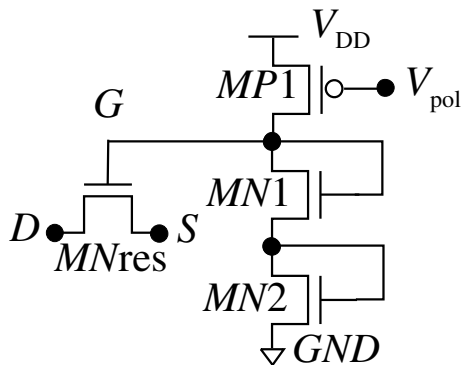 V_DD
MP1
V_pol
G
MN1
D
S
MNres
MN2
GND